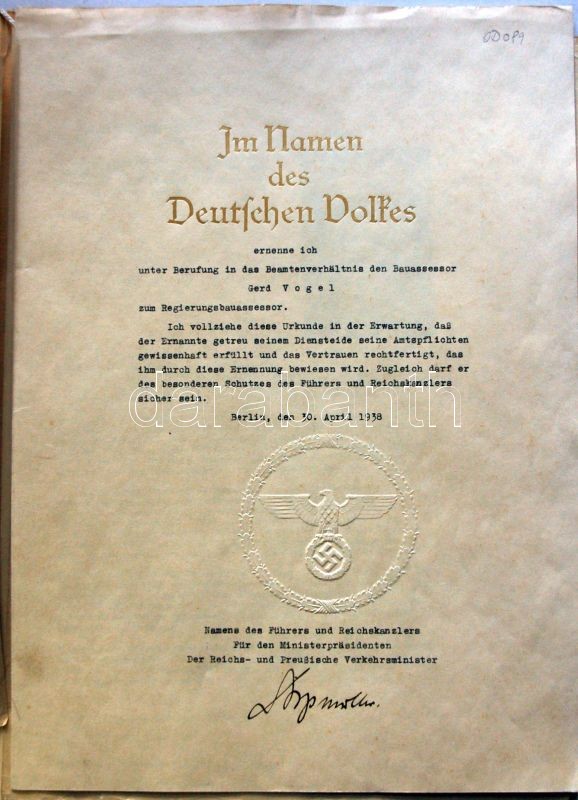 OD089
Im Namen
des
Deutschen Volkes
ernenne ich
unter Berufung in das Beamtenverhältnis den Bauassessor
Gerd V o g e l
zum Regierungsbauassessor.
Ich vollziehe diese Urkunde in der Erwartung, daß
der Ernannte getreu seinem Diensteide seine Amtspflichten
gewissenhaft erfüllt und das Vertrauen rechtfertigt, das
ihm durch diese Ernennung bewiesen wird. Zugleich darf er
des besonderen Schutzes des Führers und Reichskanzlers
sicher sein.
darabanth
Berlin, den 30. April 1938
Namens des Führers und Reichskanzlers
Für den Ministerpräsidenten
Der Reichs- und Preußische Verkehrsminister